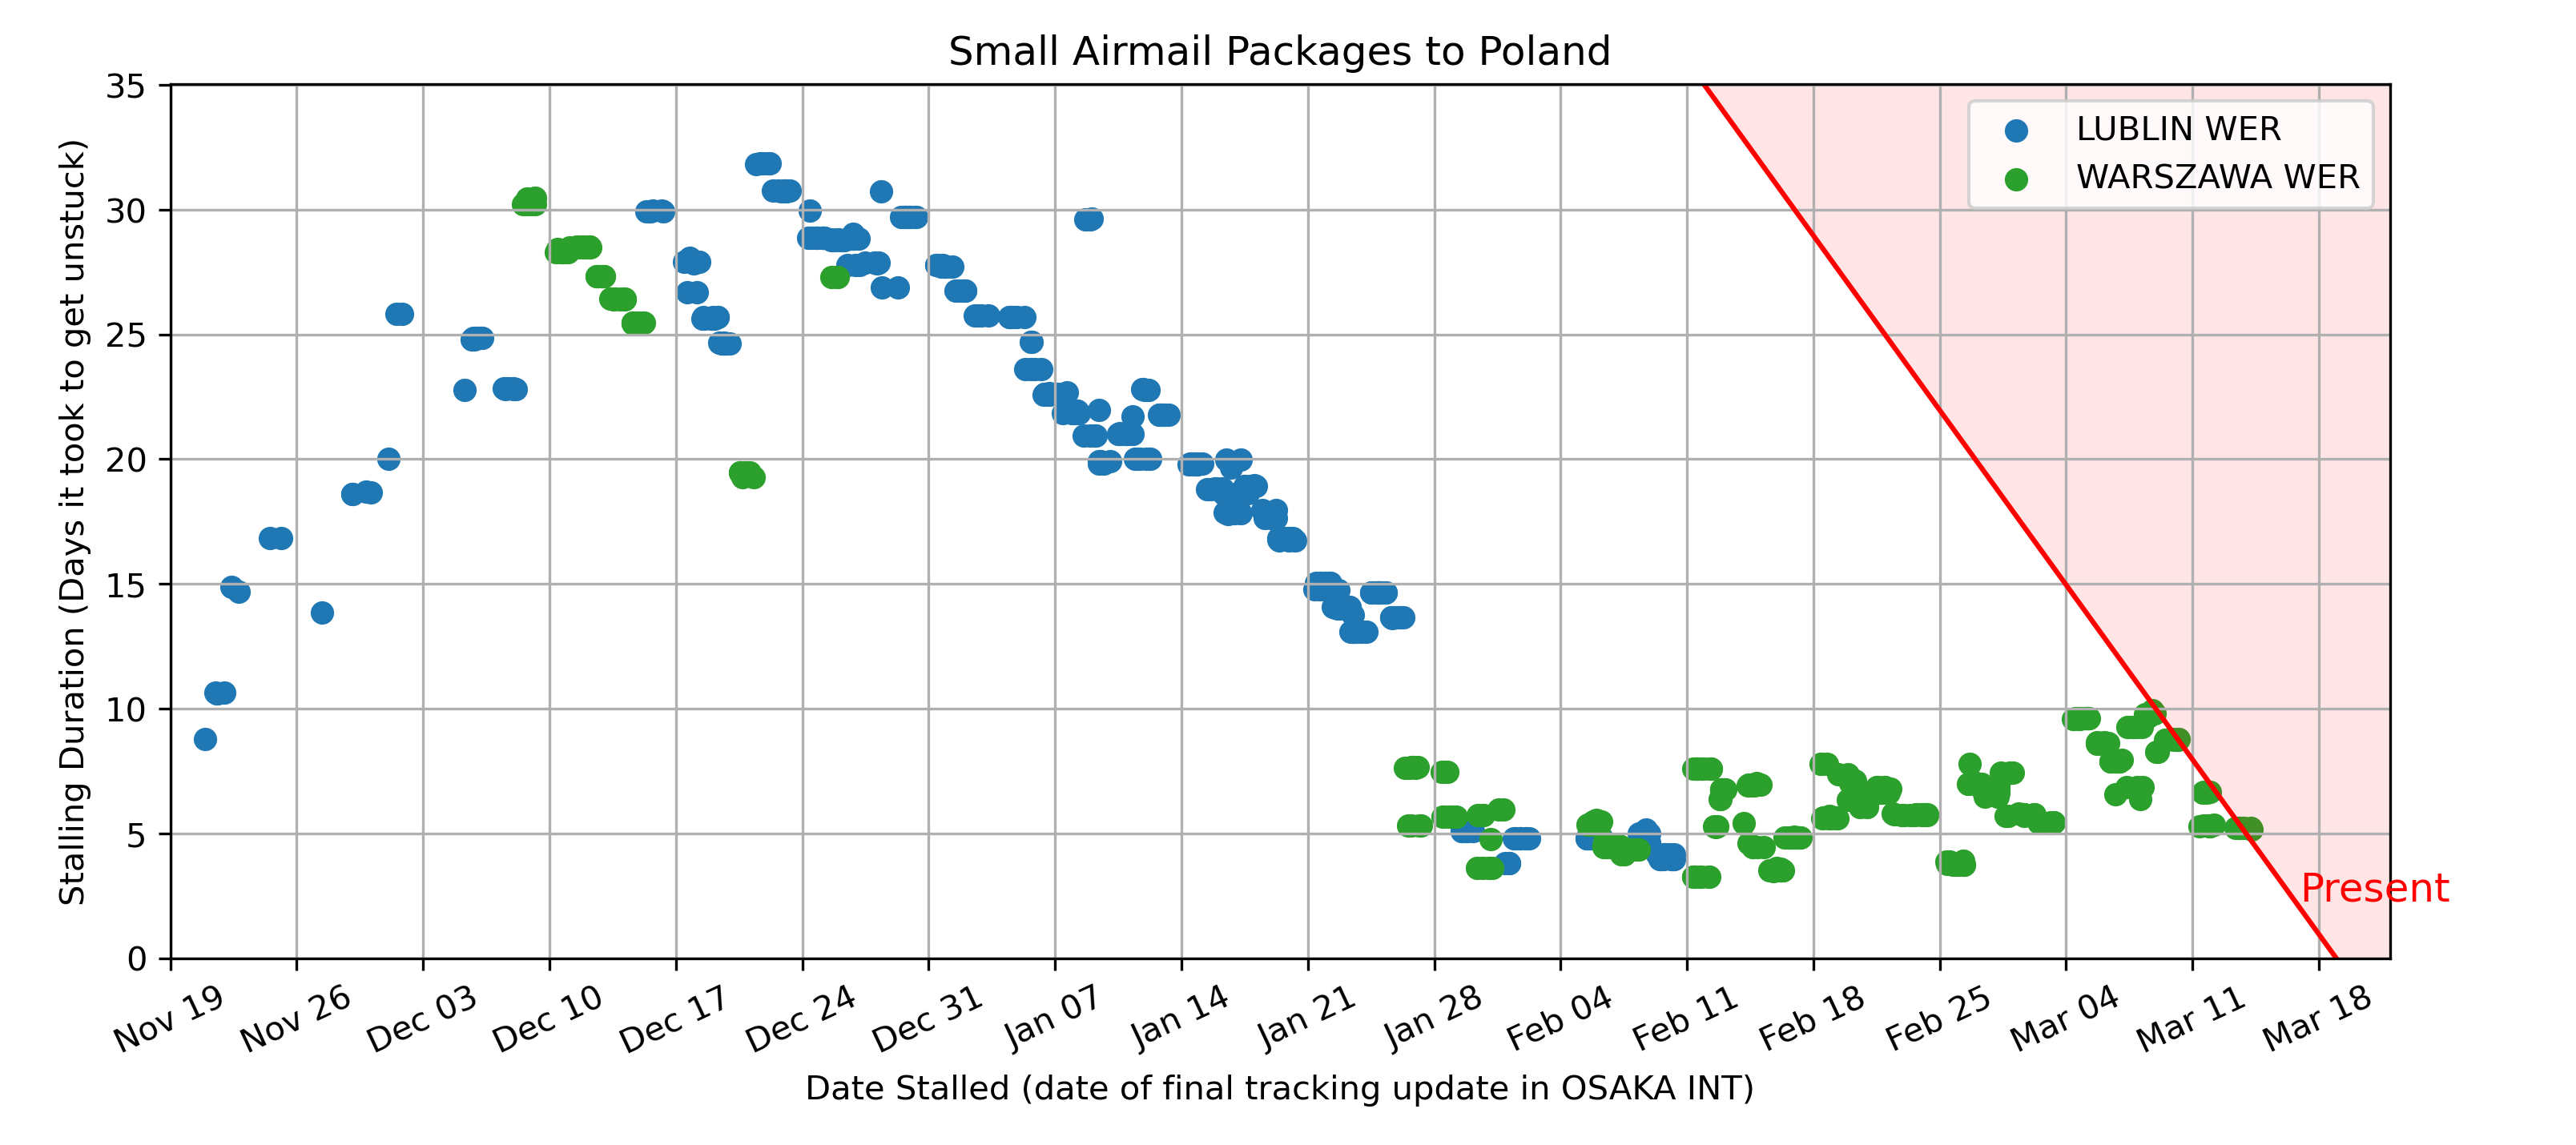 Small Airmail Packages to Poland
35
30
25
20
15
10
5
0
Stalling Duration (Days it took to get unstuck)
LUBLIN WER
WARSZAWA WER
Present
Nov 19
Nov 26
Dec 03
Dec 10
Dec 17
Dec 24
Dec 31
Jan 07
Jan 14
Jan 21
Jan 28
Feb 04
Feb 11
Feb 18
Feb 25
Mar 04
Mar 11
Mar 18
Date Stalled (date of final tracking update in OSAKA INT)